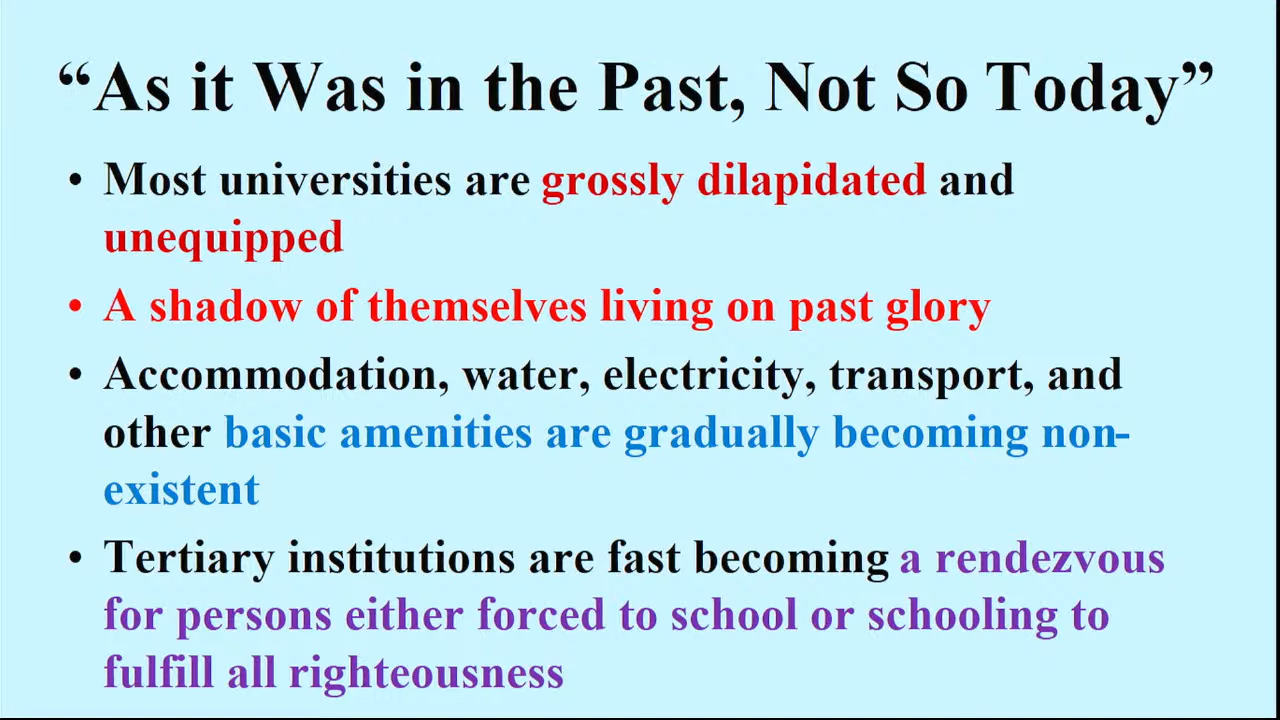 “As it Was in the Past, Not So Today”
• Most universities are grossly dilapidated and
unequipped
• A shadow of themselves living on past glory
• Accommodation, water, electricity, transport, and
other basic amenities are gradually becoming non-
existent
• Tertiary institutions are fast becoming a rendezvous
for persons either forced to school or schooling to
fulfill all righteousness